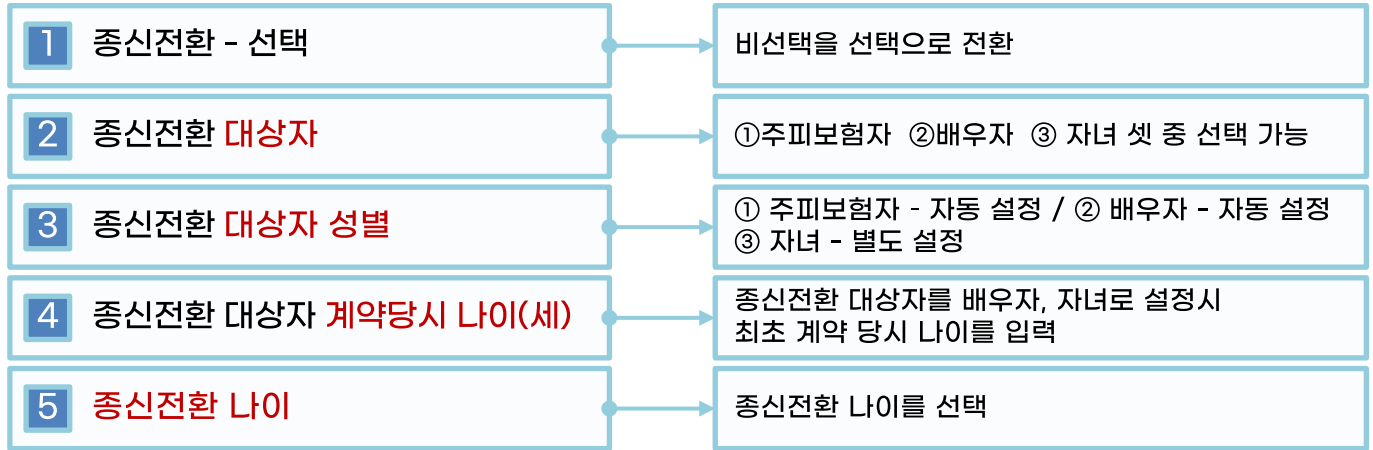 1 종신전환 – 선택
비선택을 선택으로 전환
2 종신전환 대상자
①주피보험자 ②배우자 ③ 자녀 셋 중 선택 가능
3 종신전환 대상자 성별
① 주피보험자 - 자동 설정 / ② 배우자 – 자동 설정
③ 자녀 – 별도 설정
4 종신전환 대상자 계약당시 나이(세)
종신전환 대상자를 배우자, 자녀로 설정시
최초 계약 당시 나이를 입력
5 종신전환 나이
종신전환 나이를 선택